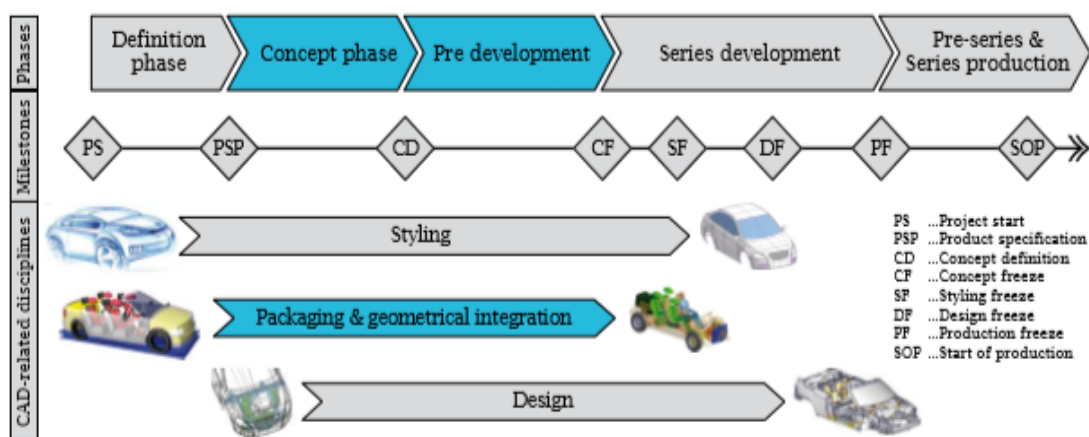 Phases
Definition
phase
Concept phase
Pre development
Series development
Pre-series &
Series production
Milestones
PS
PSP
CD
CF
SF
DF
PF
SOP
CAD-related disciplines
Styling
Packaging & geometrical integration
Design
PS ...Project start
PSP ...Product specification
CD ...Concept definition
CF ...Concept freeze
SF ...Styling freeze
DF ...Design freeze
PF ...Production freeze
SOP ...Start of production